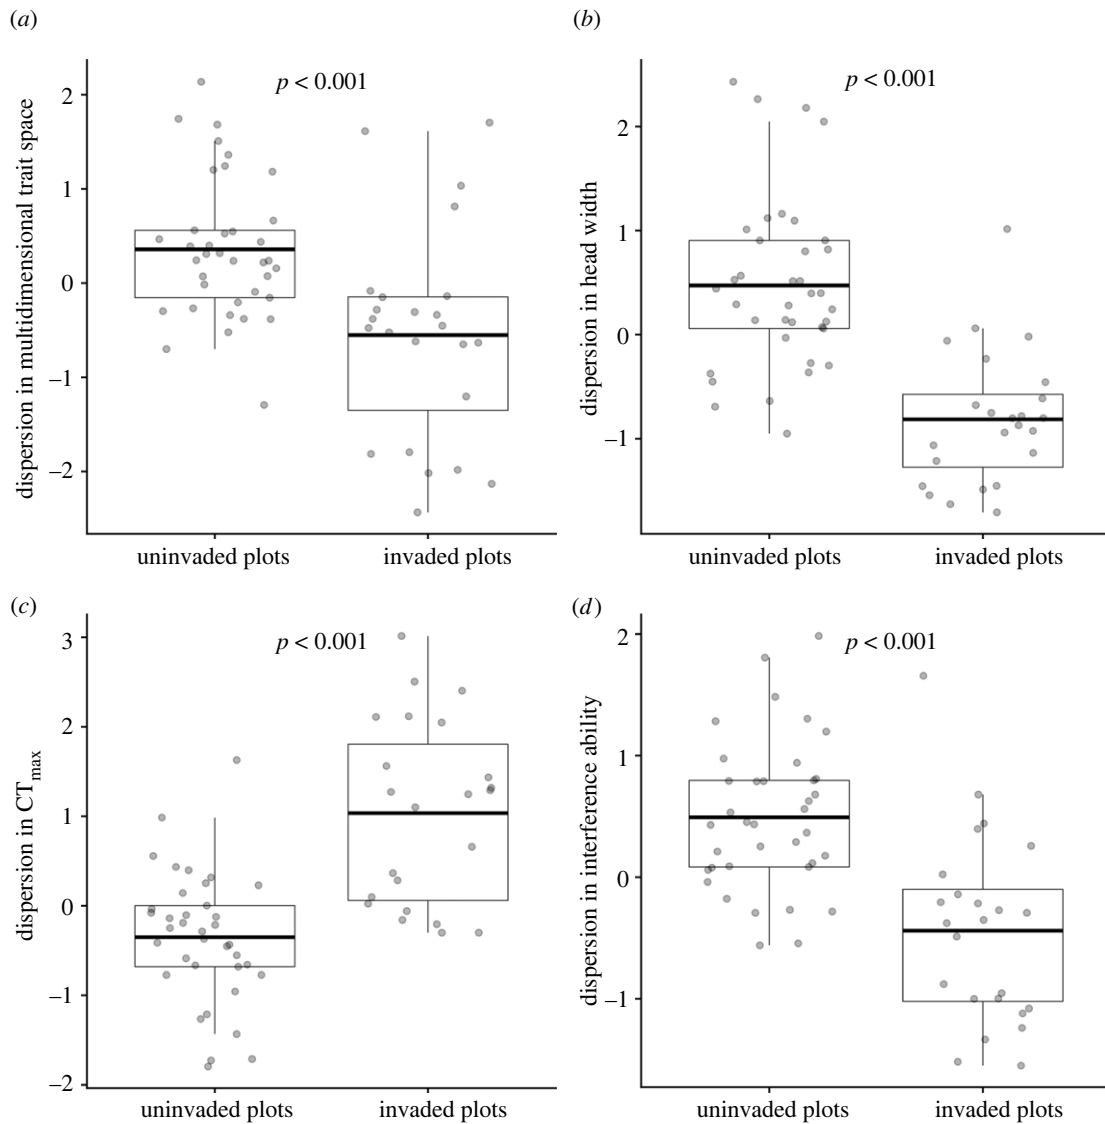 (a)
p < 0.001
dispersion in multidimensional trait space
2
1
0
–1
–2
uninvaded plots
invaded plots
(b)
p < 0.001
dispersion in head width
2
1
0
–1
uninvaded plots
invaded plots
(c)
p < 0.001
dispersion in CTmax
3
2
1
0
–1
–2
uninvaded plots
invaded plots
(d)
p < 0.001
dispersion in interference ability
2
1
0
–1
uninvaded plots
invaded plots